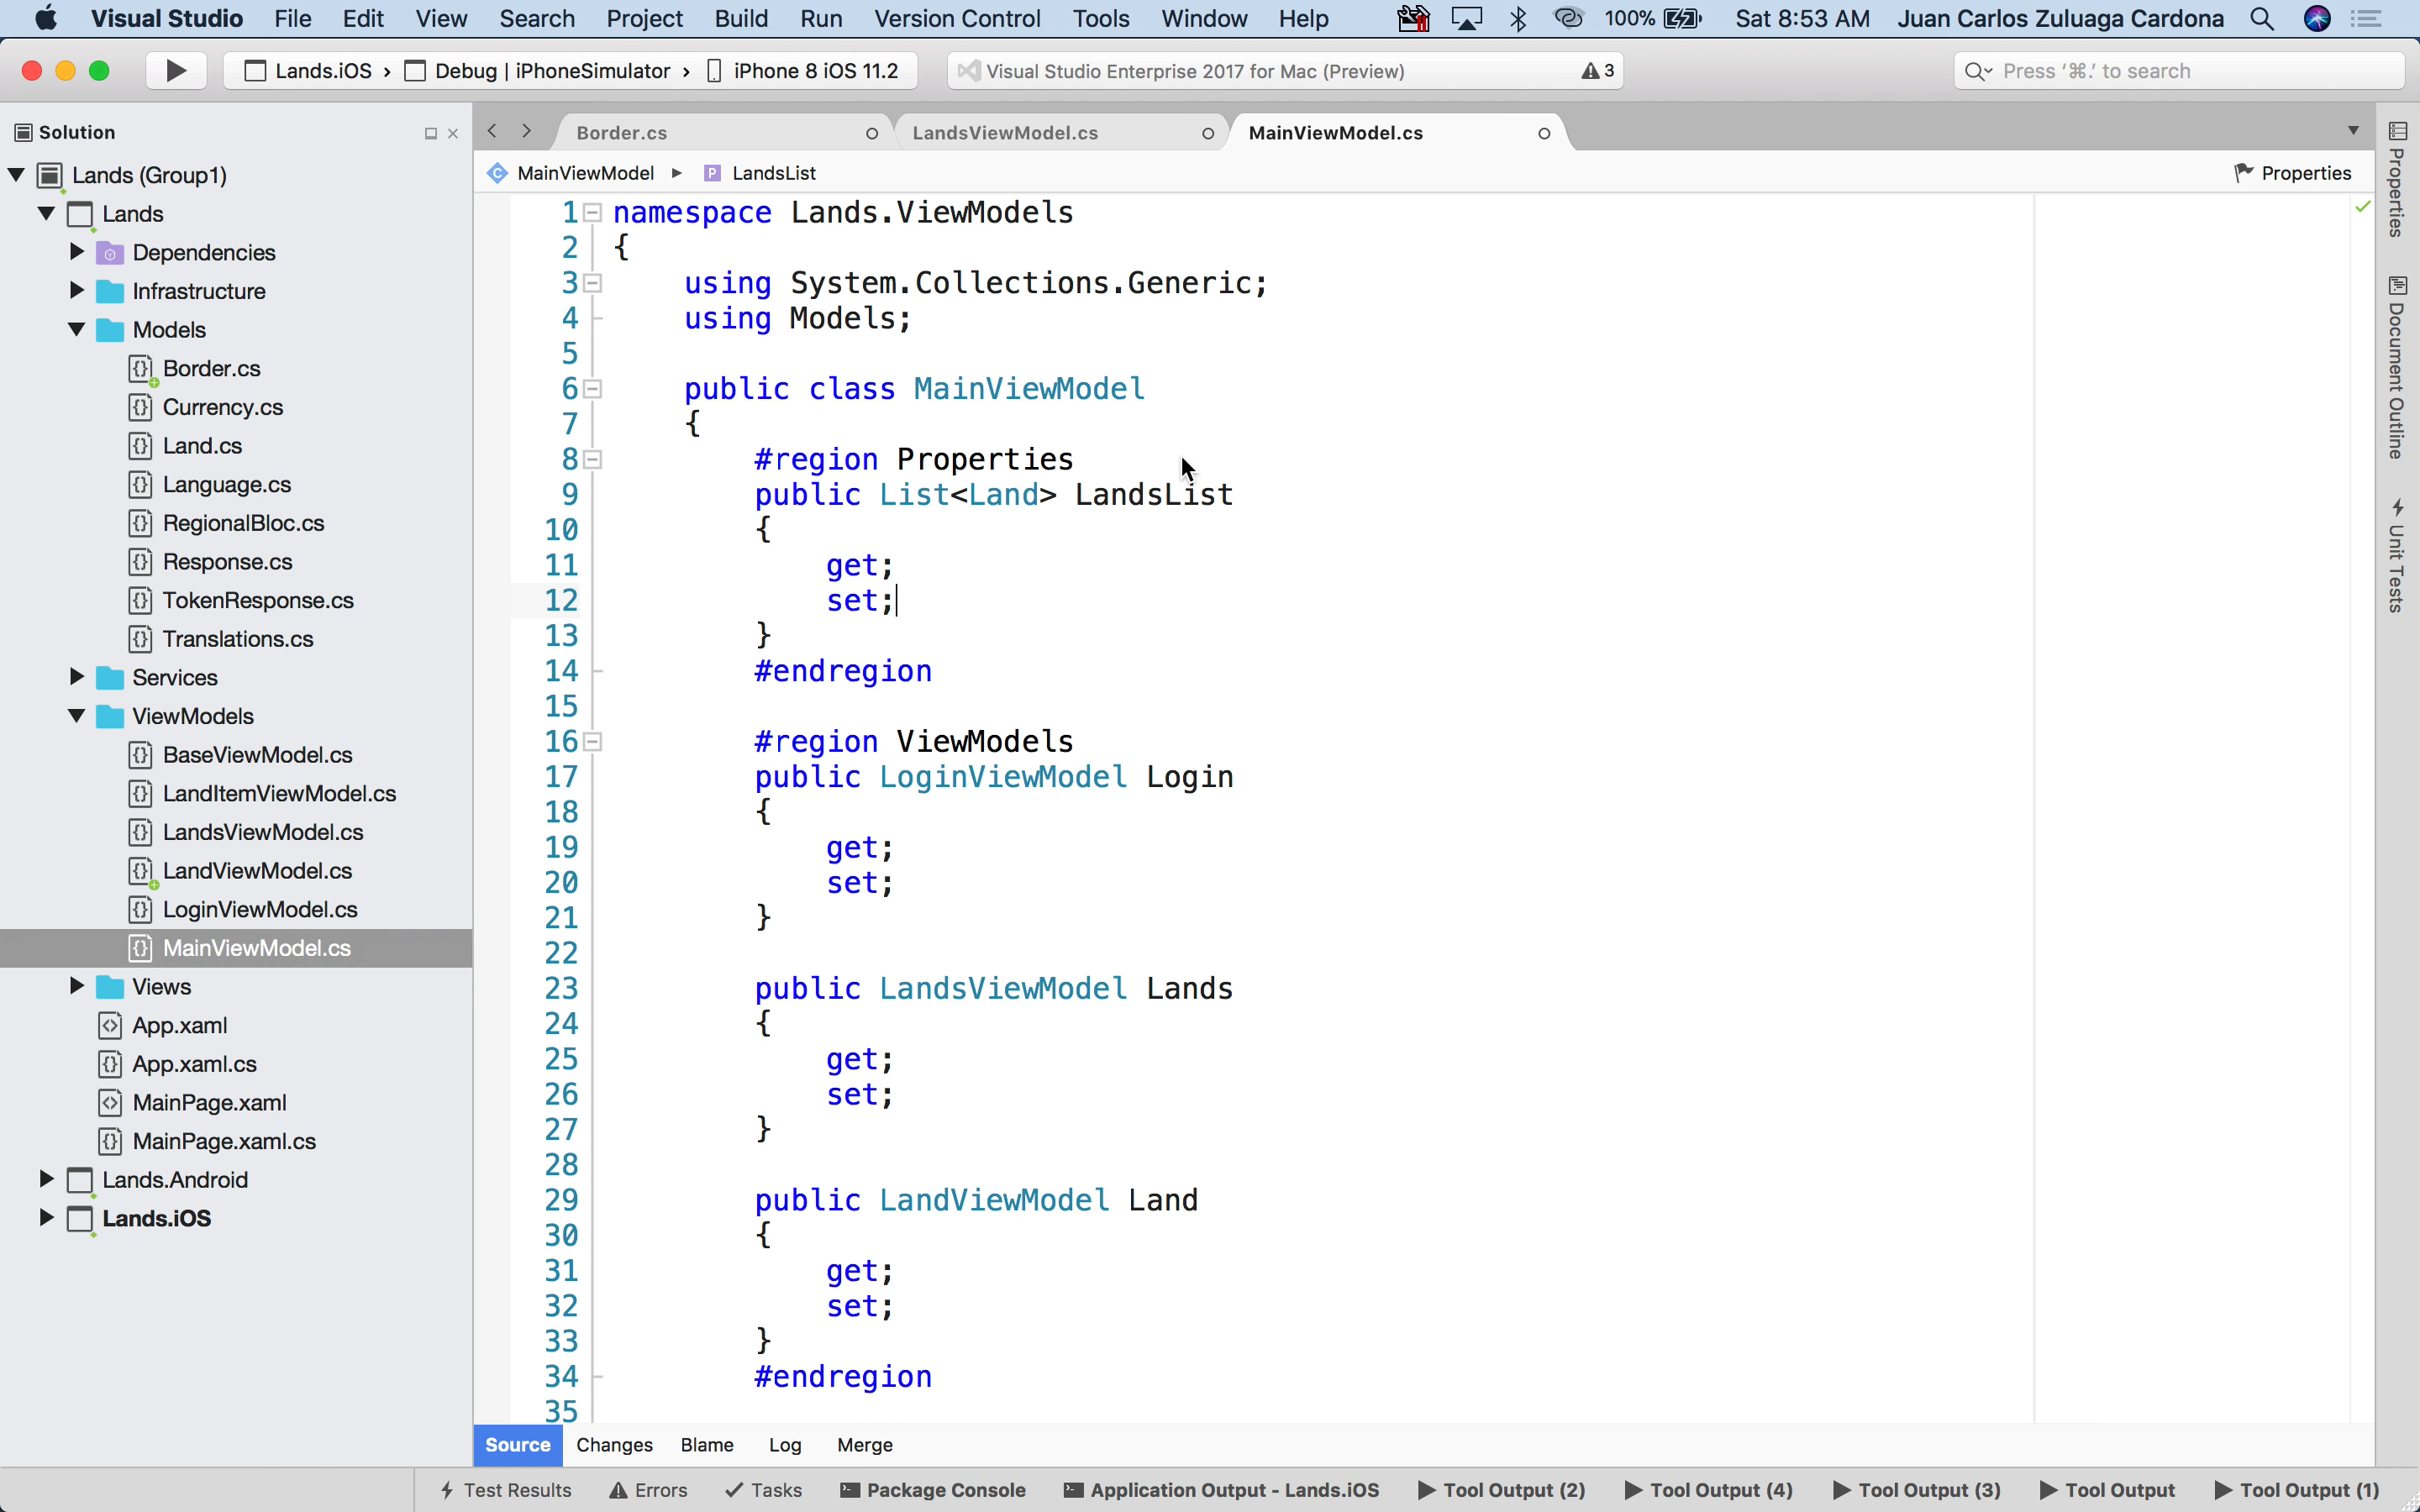 Visual Studio File Edit View Search Project Build Run Version Control Tools Window Help 100% Sat 8:53 AM Juan Carlos Zuluaga Cardona
Lands.iOS › Debug | iPhoneSimulator › iPhone 8 iOS 11.2 Visual Studio Enterprise 2017 for Mac (Preview) 3 Press ‘⌘.’ to search
Solution
Border.cs LandsViewModel.cs MainViewModel.cs
MainViewModel LandsList Properties
Lands (Group1)
Lands
Dependencies
Infrastructure
Models
Border.cs
Currency.cs
Land.cs
Language.cs
RegionalBloc.cs
Response.cs
TokenResponse.cs
Translations.cs
Services
ViewModels
BaseViewModel.cs
LandItemViewModel.cs
LandsViewModel.cs
LandViewModel.cs
LoginViewModel.cs
MainViewModel.cs
Views
App.xaml
App.xaml.cs
MainPage.xaml
MainPage.xaml.cs
Lands.Android
Lands.iOS
1 namespace Lands.ViewModels
2 {
3 using System.Collections.Generic;
4 using Models;
5
6 public class MainViewModel
7 {
8 #region Properties
9 public List<Land> LandsList
10 {
11 get;
12 set;
13 }
14 #endregion
15
16 #region ViewModels
17 public LoginViewModel Login
18 {
19 get;
20 set;
21 }
22
23 public LandsViewModel Lands
24 {
25 get;
26 set;
27 }
28
29 public LandViewModel Land
30 {
31 get;
32 set;
33 }
34 #endregion
35
Properties
Document Outline
Unit Tests
Source Changes Blame Log Merge
Test Results Errors Tasks Package Console Application Output - Lands.iOS Tool Output (2) Tool Output (4) Tool Output (3) Tool Output Tool Output (1)